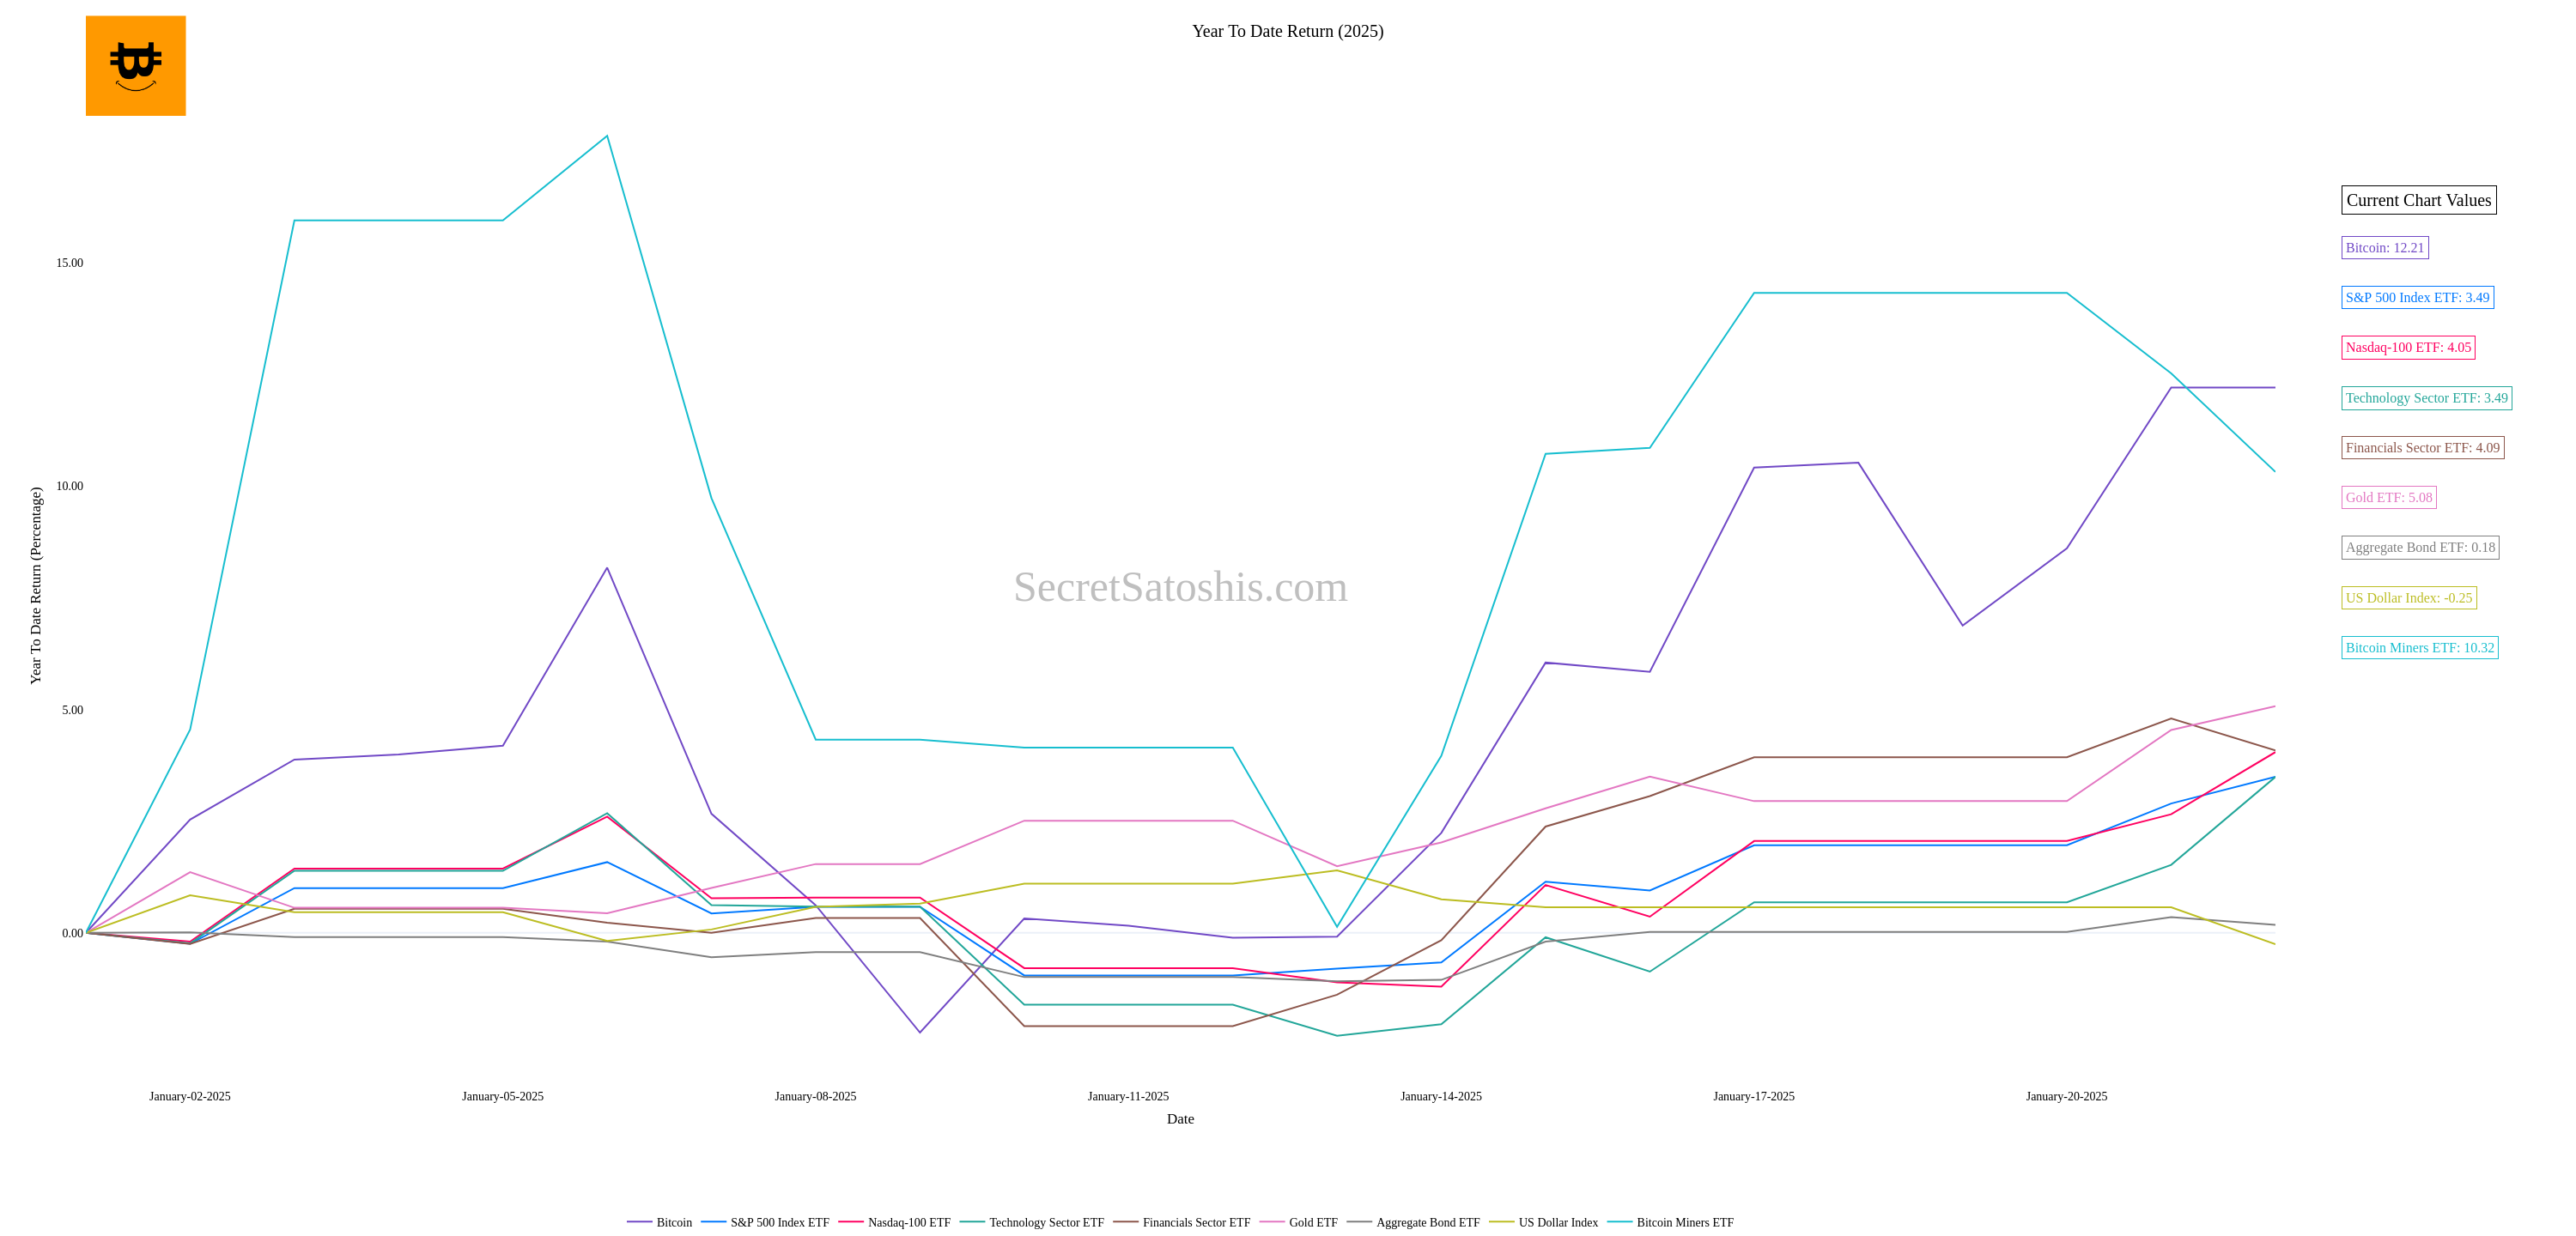 Year To Date Return (2025)
Current Chart Values
Bitcoin: 12.21
S&P 500 Index ETF: 3.49
Nasdaq-100 ETF: 4.05
Technology Sector ETF: 3.49
Financials Sector ETF: 4.09
Gold ETF: 5.08
Aggregate Bond ETF: 0.18
US Dollar Index: -0.25
Bitcoin Miners ETF: 10.32
Year To Date Return (Percentage)
15.00
10.00
5.00
0.00
SecretSatoshis.com
January-02-2025 January-05-2025 January-08-2025 January-11-2025 January-14-2025 January-17-2025 January-20-2025
Date
Bitcoin S&P 500 Index ETF Nasdaq-100 ETF Technology Sector ETF Financials Sector ETF Gold ETF Aggregate Bond ETF US Dollar Index Bitcoin Miners ETF